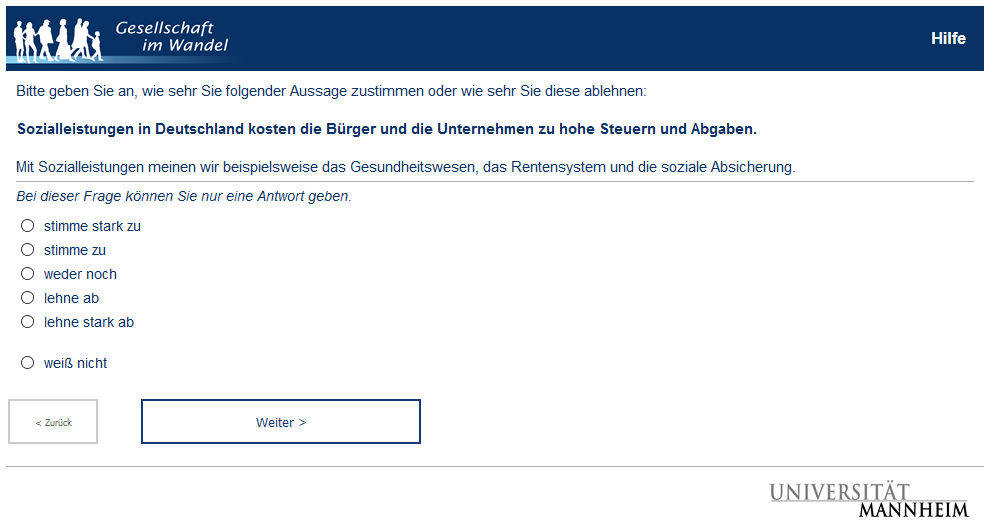 Gesellschaft
im Wandel
Hilfe
Bitte geben Sie an, wie sehr Sie folgender Aussage zustimmen oder wie sehr Sie diese ablehnen:
Sozialleistungen in Deutschland kosten die Bürger und die Unternehmen zu hohe Steuern und Abgaben.
Mit Sozialleistungen meinen wir beispielsweise das Gesundheitswesen, das Rentensystem und die soziale Absicherung.
Bei dieser Frage können Sie nur eine Antwort geben.
stimme stark zu
stimme zu
weder noch
lehne ab
lehne stark ab
weiß nicht
< Zurück
Weiter >
UNIVERSITÄT
MANNHEIM